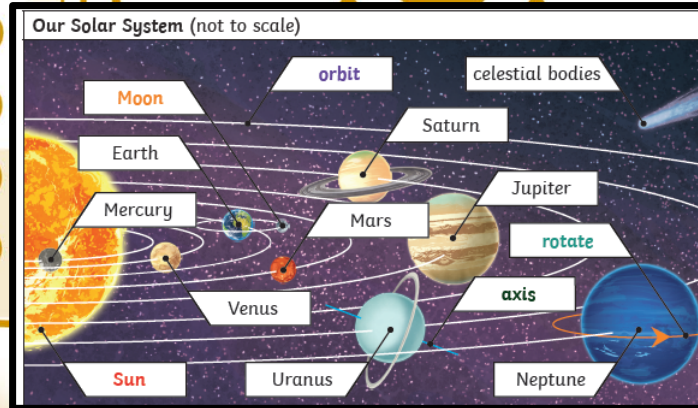 Our Solar System (not to scale)
orbit
celestial bodies
Moon
Saturn
Earth
Jupiter
Mercury
Mars
rotate
axis
Venus
Sun
Uranus
Neptune